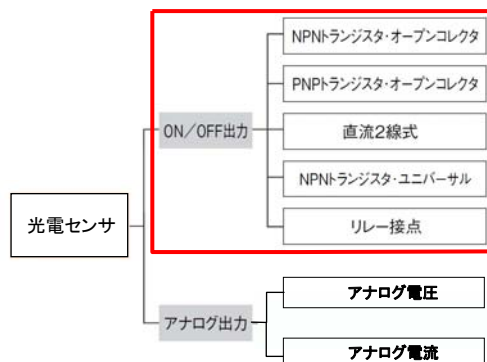 NPNトランジスタ・オープンコレクタ
PNPトランジスタ・オープンコレクタ
ON／OFF出力
直流2線式
NPNトランジスタ・ユニバーサル
光電センサ
リレー接点
アナログ電圧
アナログ出力
アナログ電流